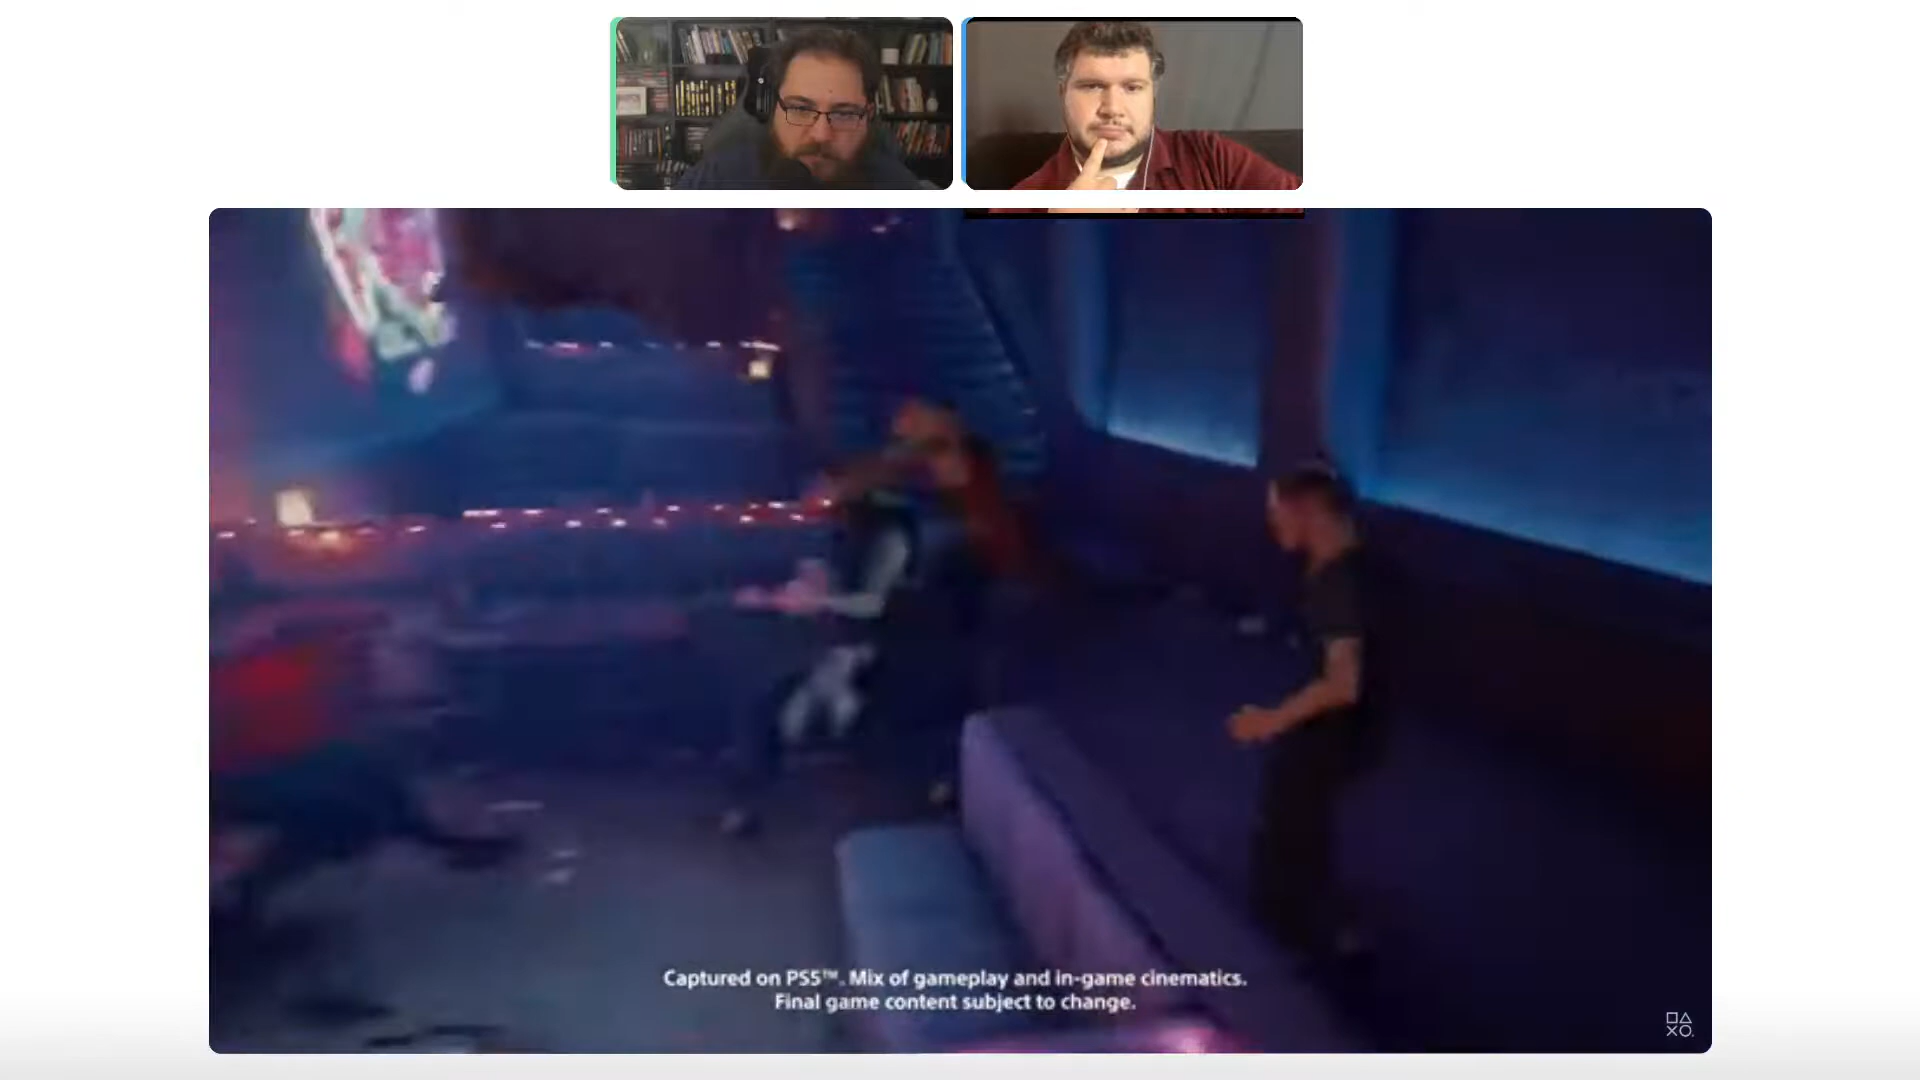 Captured on PS5™. Mix of gameplay and in-game cinematics.
Final game content subject to change.